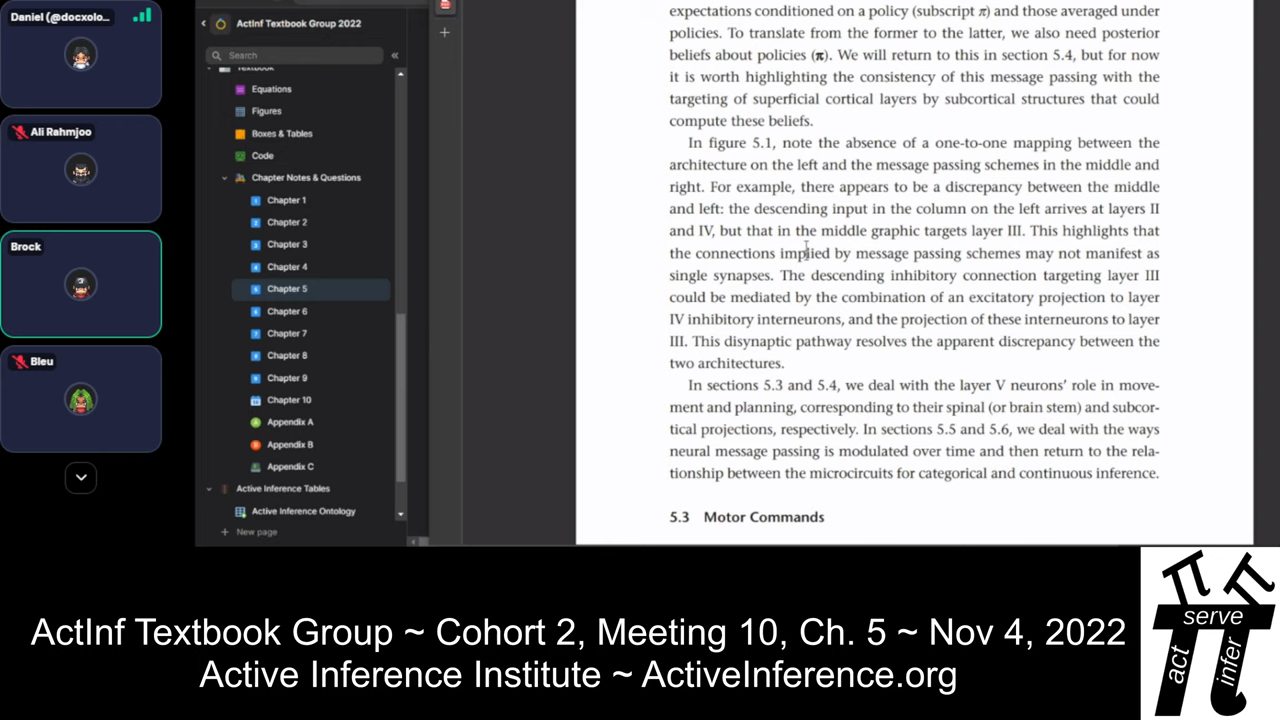 Daniel (@docxolo...
Ali Rahmjoo
Brock
Bleu
ActInf Textbook Group 2022
Search
Textbook
Equations
Figures
Boxes & Tables
Code
Chapter Notes & Questions
Chapter 1
Chapter 2
Chapter 3
Chapter 4
Chapter 5
Chapter 6
Chapter 7
Chapter 8
Chapter 9
Chapter 10
Appendix A
Appendix B
Appendix C
Active Inference Tables
Active Inference Ontology
New page
expectations conditioned on a policy (subscript π) and those averaged under
policies. To translate from the former to the latter, we also need posterior
beliefs about policies (π). We will return to this in section 5.4, but for now
it is worth highlighting the consistency of this message passing with the
targeting of superficial cortical layers by subcortical structures that could
compute these beliefs.
In figure 5.1, note the absence of a one-to-one mapping between the
architecture on the left and the message passing schemes in the middle and
right. For example, there appears to be a discrepancy between the middle
and left: the descending input in the column on the left arrives at layers II
and IV, but that in the middle graphic targets layer III. This highlights that
the connections implied by message passing schemes may not manifest as
single synapses. The descending inhibitory connection targeting layer III
could be mediated by the combination of an excitatory projection to layer
IV inhibitory interneurons, and the projection of these interneurons to layer
III. This disynaptic pathway resolves the apparent discrepancy between the
two architectures.
In sections 5.3 and 5.4, we deal with the layer V neurons' role in move-
ment and planning, corresponding to their spinal (or brain stem) and subcor-
tical projections, respectively. In sections 5.5 and 5.6, we deal with the ways
neural message passing is modulated over time and then return to the rela-
tionship between the microcircuits for categorical and continuous inference.
5.3 Motor Commands
ActInf Textbook Group ~ Cohort 2, Meeting 10, Ch. 5 ~ Nov 4, 2022
Active Inference Institute ~ ActiveInference.org
serve
act
infer